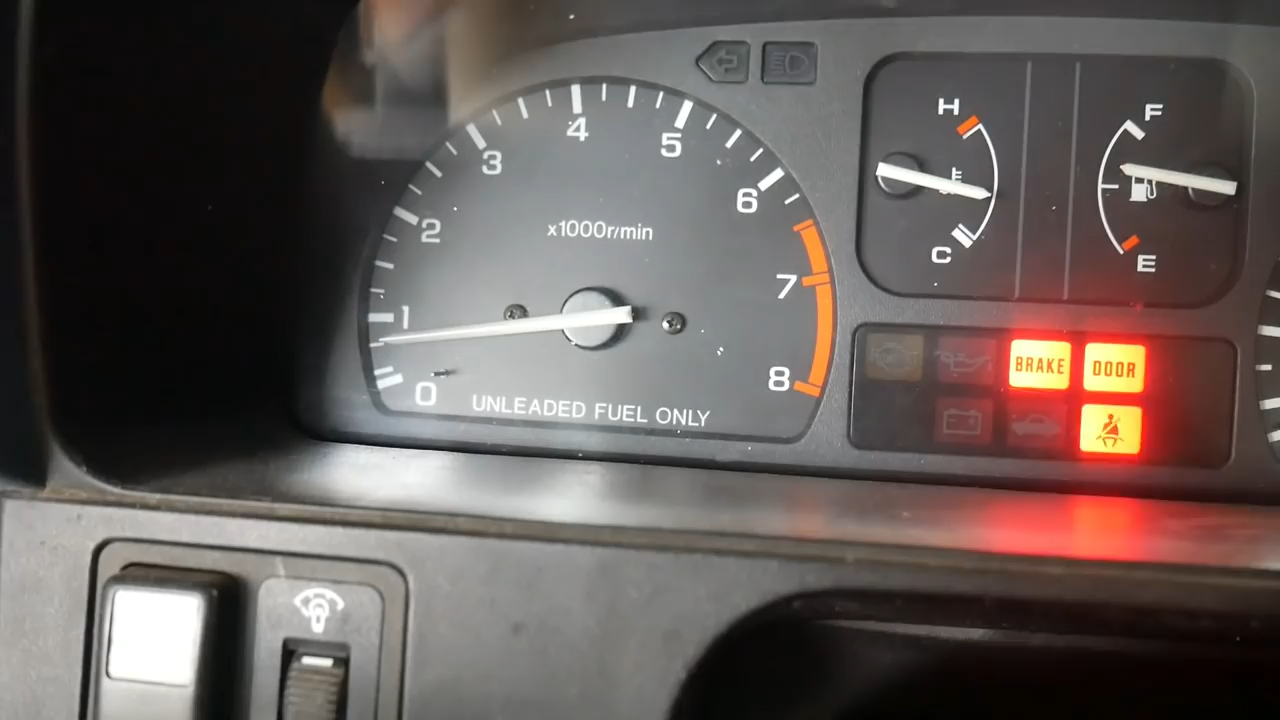 4
3
5
2
6
x1000r/min
1
7
0
8
UNLEADED FUEL ONLY
H
C
F
E
BRAKE
DOOR